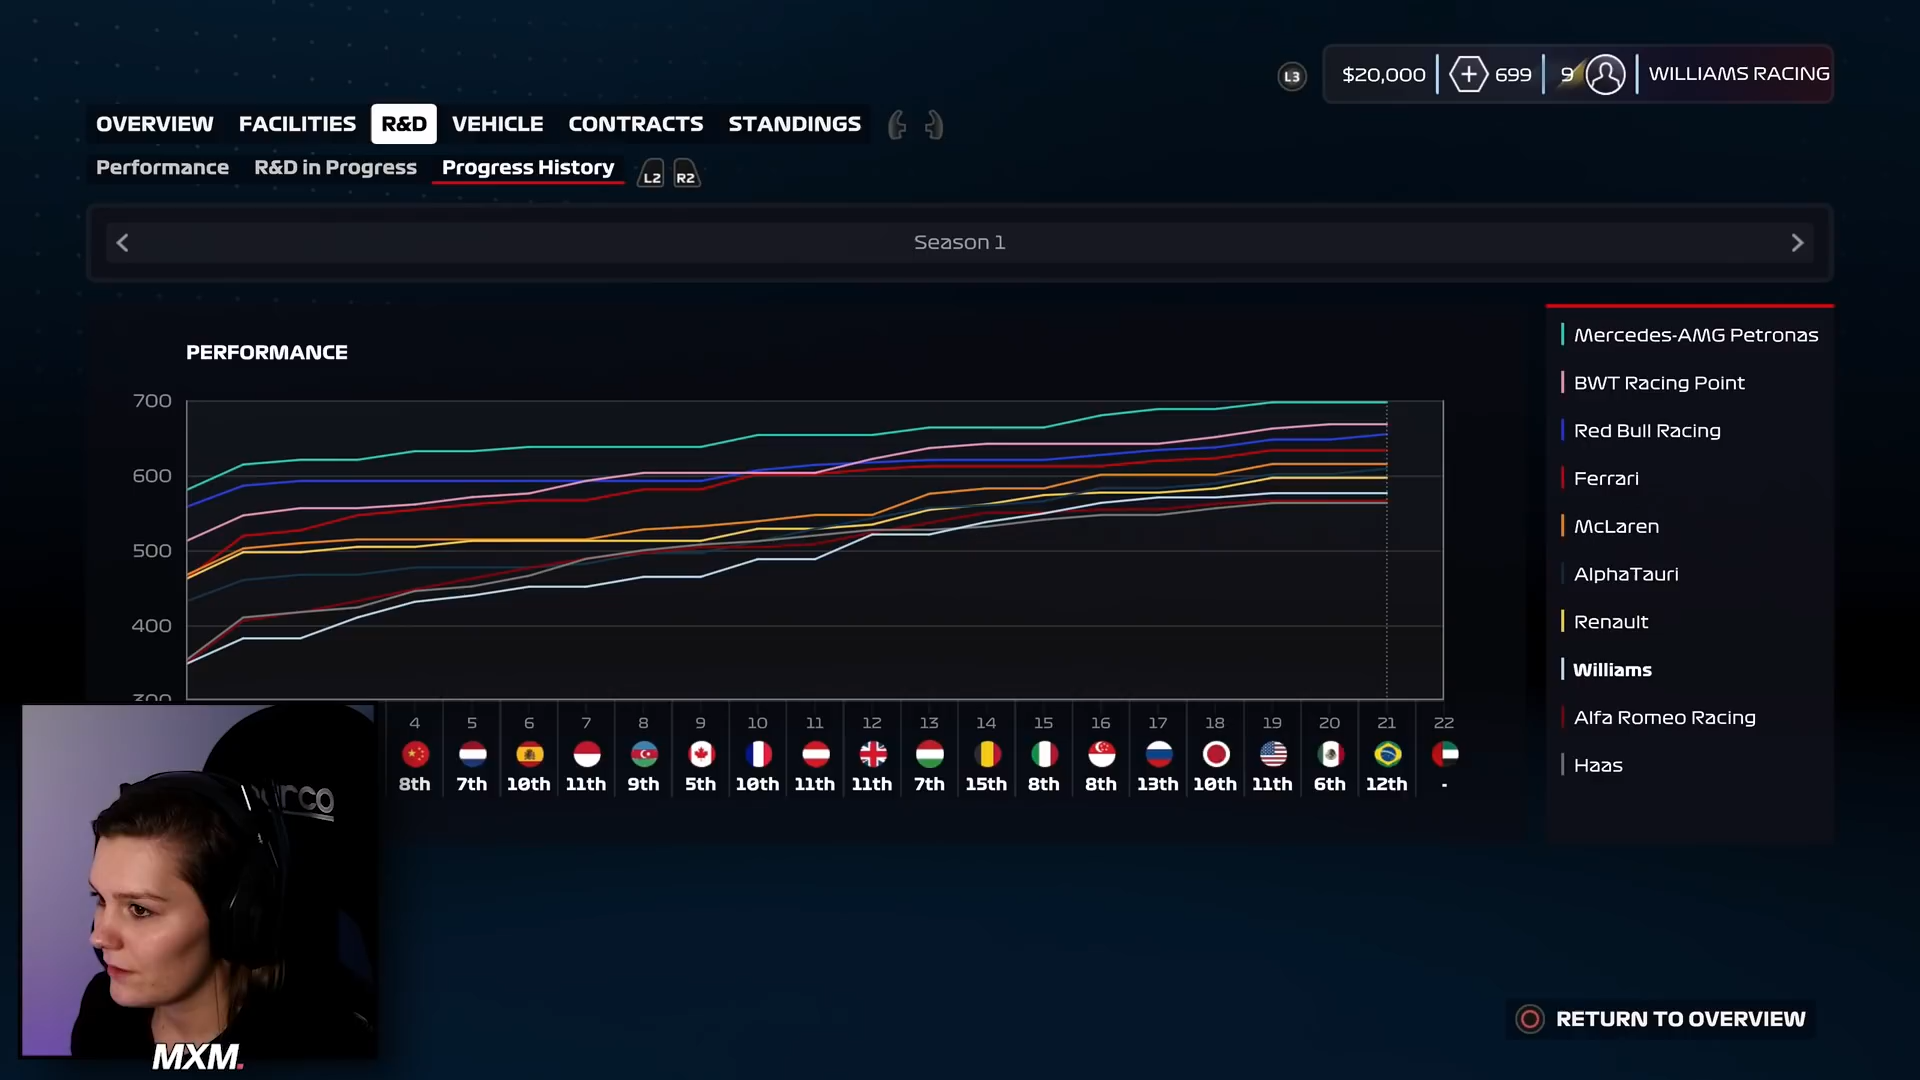 L3 $20,000 699 9 WILLIAMS RACING
OVERVIEW FACILITIES R&D VEHICLE CONTRACTS STANDINGS
Performance R&D in Progress Progress History L2 R2
Season 1
PERFORMANCE
700
600
500
400
300
4 5 6 7 8 9 10 11 12 13 14 15 16 17 18 19 20 21 22
8th 7th 10th 11th 9th 5th 10th 11th 11th 7th 15th 8th 8th 13th 10th 11th 6th 12th -
Mercedes-AMG Petronas
BWT Racing Point
Red Bull Racing
Ferrari
McLaren
AlphaTauri
Renault
Williams
Alfa Romeo Racing
Haas
MXM.
RETURN TO OVERVIEW